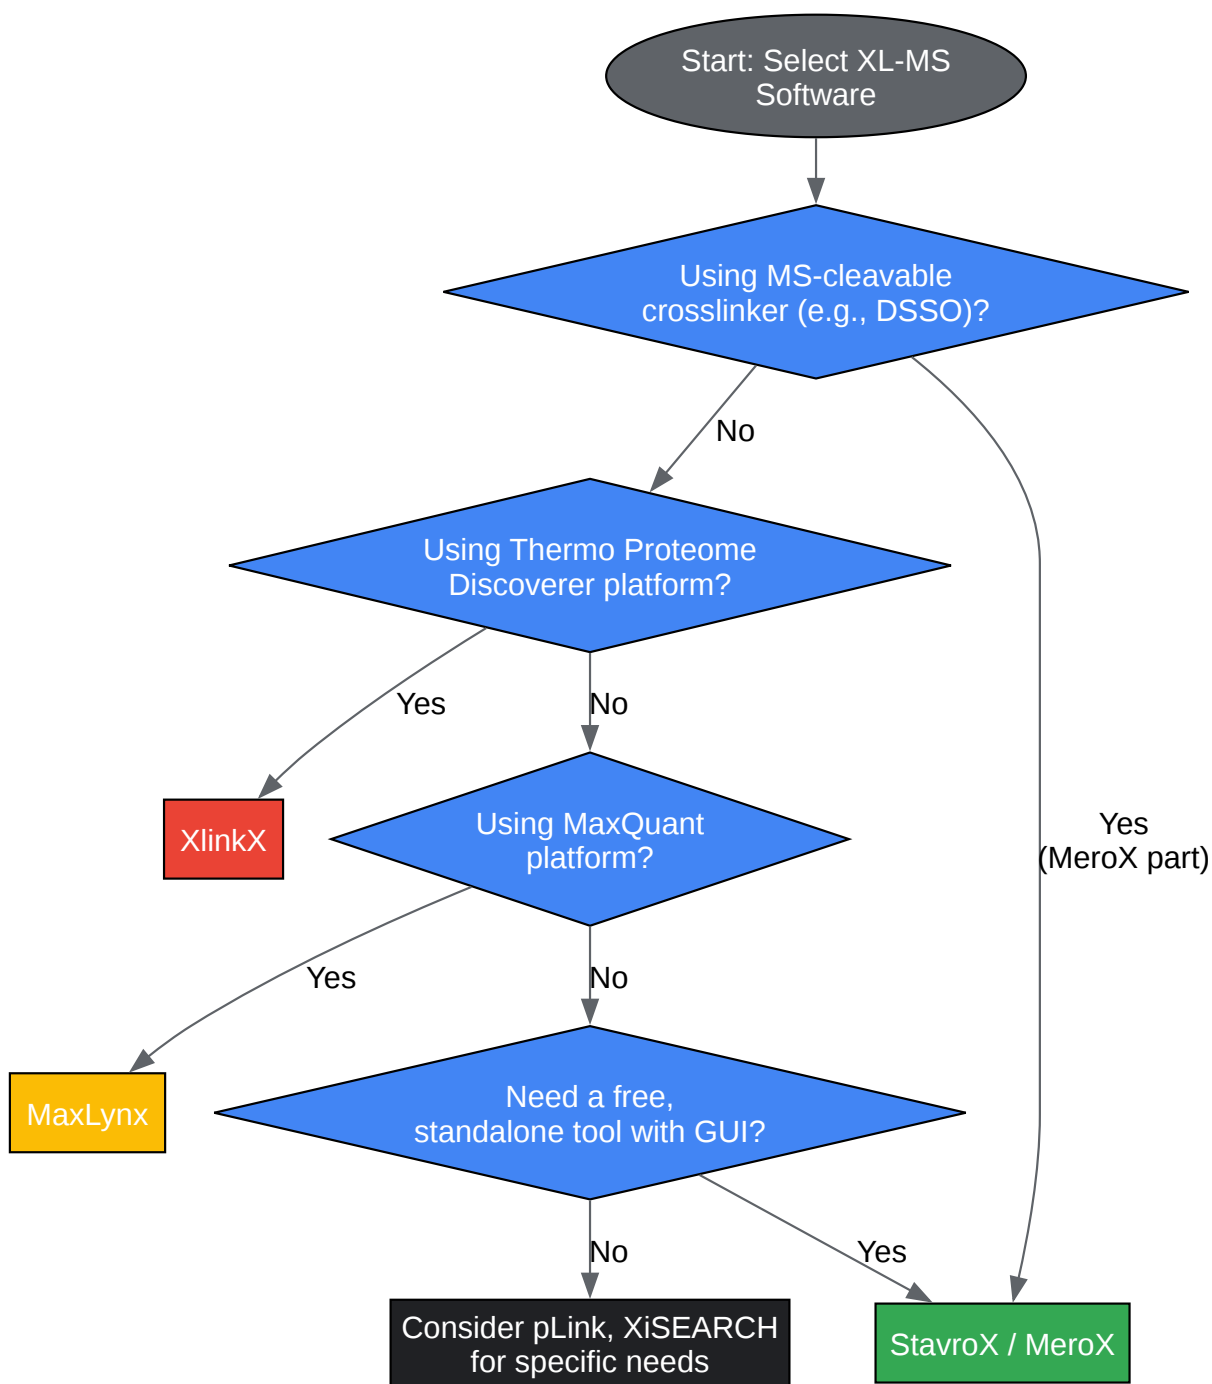 Start: Select XL-MS
Software
Using MS-cleavable
crosslinker (e.g., DSSO)?
No
Using Thermo Proteome
Discoverer platform?
Yes
No
XlinkX
Using MaxQuant
platform?
Yes
(MeroX part)
Yes
No
MaxLynx
Need a free,
standalone tool with GUI?
No
Yes
Consider pLink, XiSEARCH
for specific needs
StavroX / MeroX